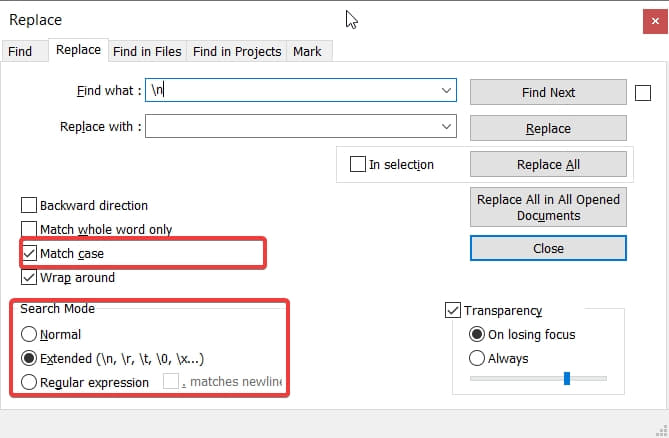 Replace
Find Replace Find in Files Find in Projects Mark
Find what : \n Find Next
Replace with : Replace
In selection Replace All
Backward direction
Replace All in All Opened
Documents
Match whole word only
Match case Close
Wrap around
Search Mode
Transparency
Normal On losing focus
Extended (\n, \r, \t, \0, \x...) Always
Regular expression . matches newline